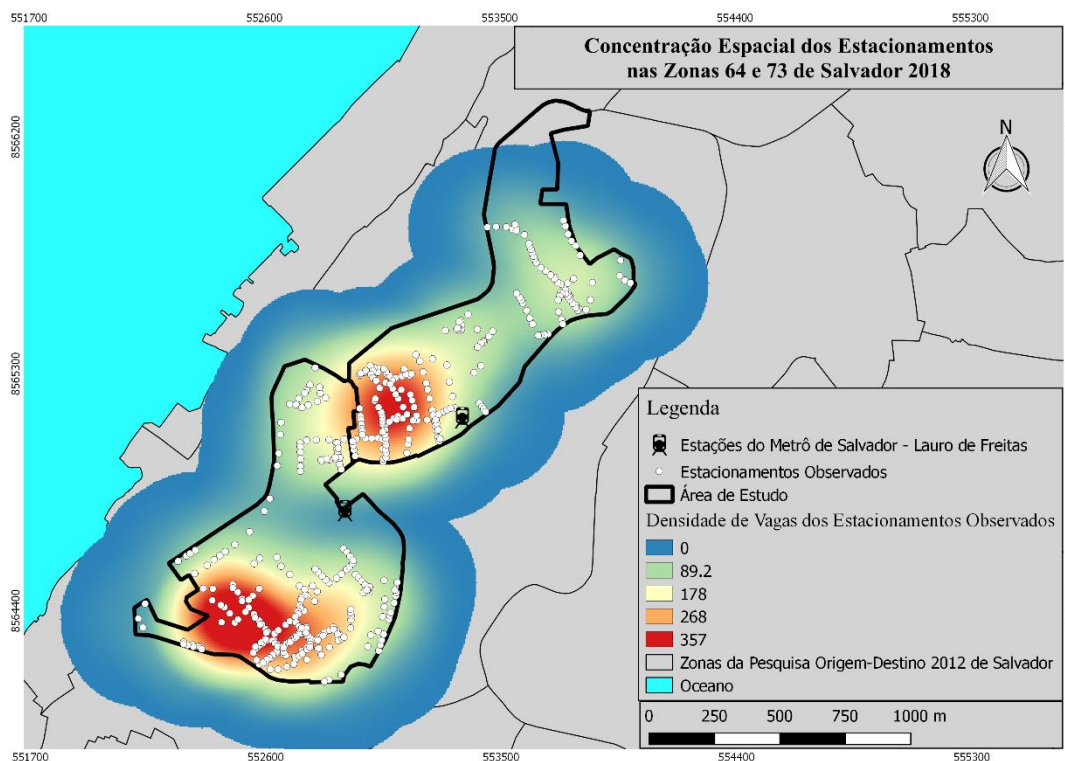 551700 552600 553500 554400 555300
Concentração Espacial dos Estacionamentos
nas Zonas 64 e 73 de Salvador 2018
8566200
N
8565300
8564400
Legenda
Estações do Metrô de Salvador - Lauro de Freitas
Estacionamentos Observados
Área de Estudo
Densidade de Vagas dos Estacionamentos Observados
0
89.2
178
268
357
Zonas da Pesquisa Origem-Destino 2012 de Salvador
Oceano
0 250 500 750 1000 m
551700 552600 553500 554400 555300